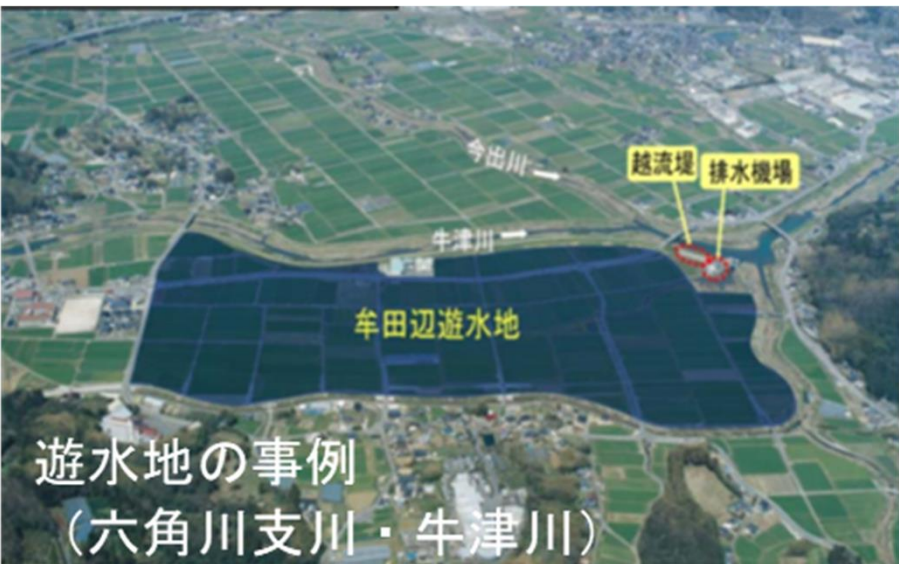 今出川
越流堤
排水機場
牛津川
牟田辺遊水地
遊水地の事例
（六角川支川・牛津川）